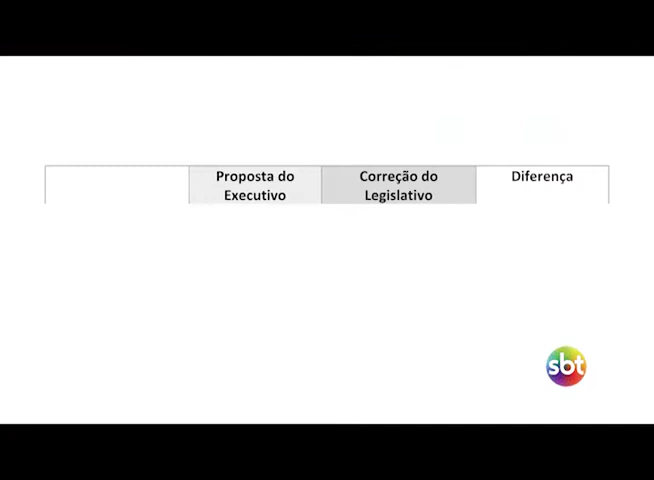 Proposta do Executivo
Correção do Legislativo
Diferença
sbt